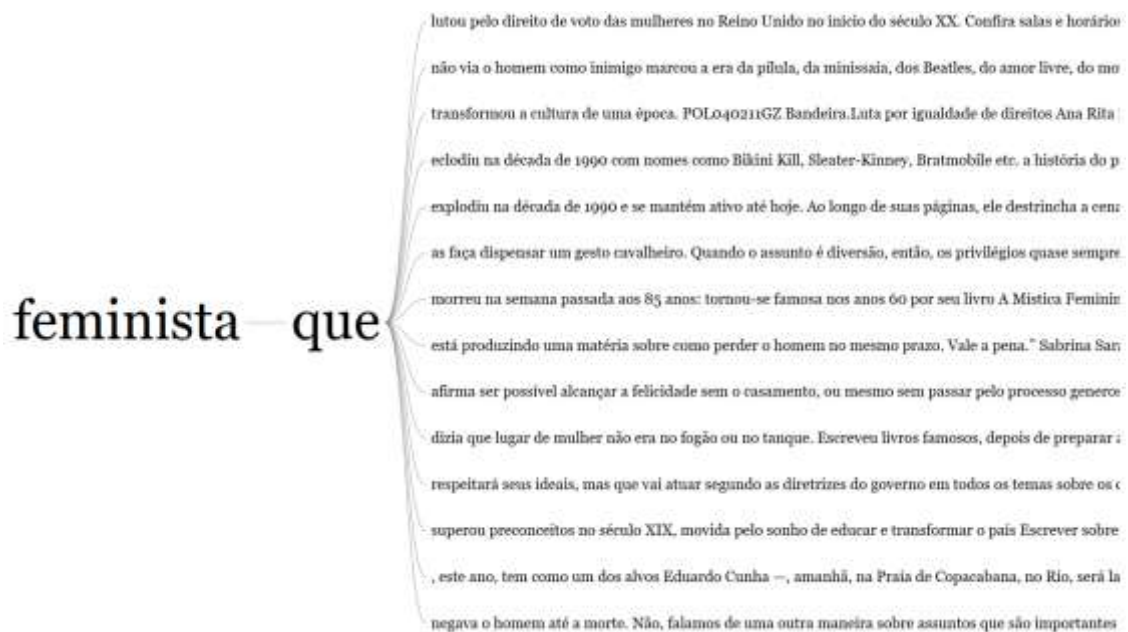 lutou pelo direito de voto das mulheres no Reino Unido no início do século XX. Confira salas e horários
não via o homem como inimigo marcou a era da pílula, da minissaia, dos Beatles, do amor livre, do mo
transformou a cultura de uma época. POL040211GZ Bandeira.Luta por igualdade de direitos Ana Rita
eclodiu na década de 1990 com nomes como Bikini Kill, Sleater-Kinney, Bratmobile etc. a história do p
explodiu na década de 1990 e se mantém ativo até hoje. Ao longo de suas páginas, ele destrincha a cena
as faça dispensar um gesto cavalheiro. Quando o assunto é diversão, então, os privilégios quase sempre
morreu na semana passada aos 85 anos: tornou-se famosa nos anos 60 por seu livro A Mística Feminin
feminista que
está produzindo uma matéria sobre como perder o homem no mesmo prazo. Vale a pena." Sabrina Sara
afirma ser possível alcançar a felicidade sem o casamento, ou mesmo sem passar pelo processo generos
dizia que lugar de mulher não era no fogão ou no tanque. Escreveu livros famosos, depois de preparar a
respeitará seus ideais, mas que vai atuar segundo as diretrizes do governo em todos os temas sobre os
superou preconceitos no século XIX, movida pelo sonho de educar e transformar o país Escrever sobre
, este ano, tem como um dos alvos Eduardo Cunha —, amanhã, na Praia de Copacabana, no Rio, será la
negava o homem até a morte. Não, falamos de uma outra maneira sobre assuntos que são importantes